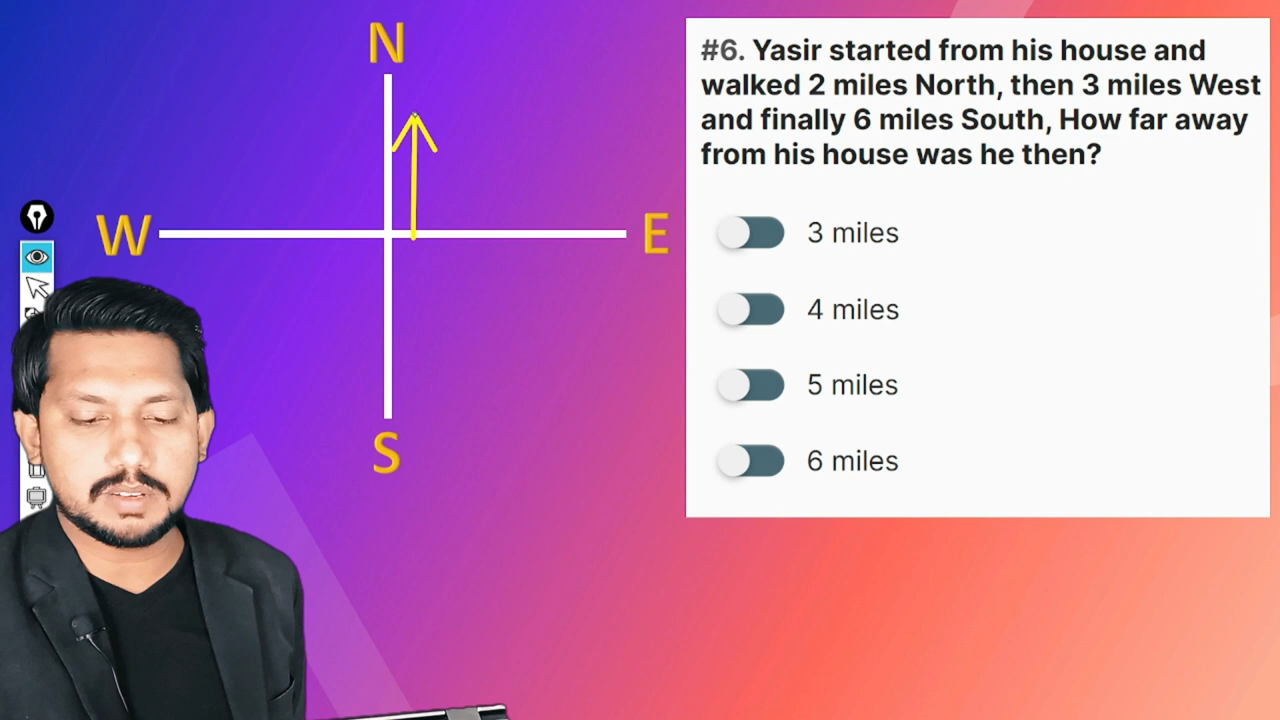 N
W
E
S
#6. Yasir started from his house and
walked 2 miles North, then 3 miles West
and finally 6 miles South, How far away
from his house was he then?
3 miles
4 miles
5 miles
6 miles